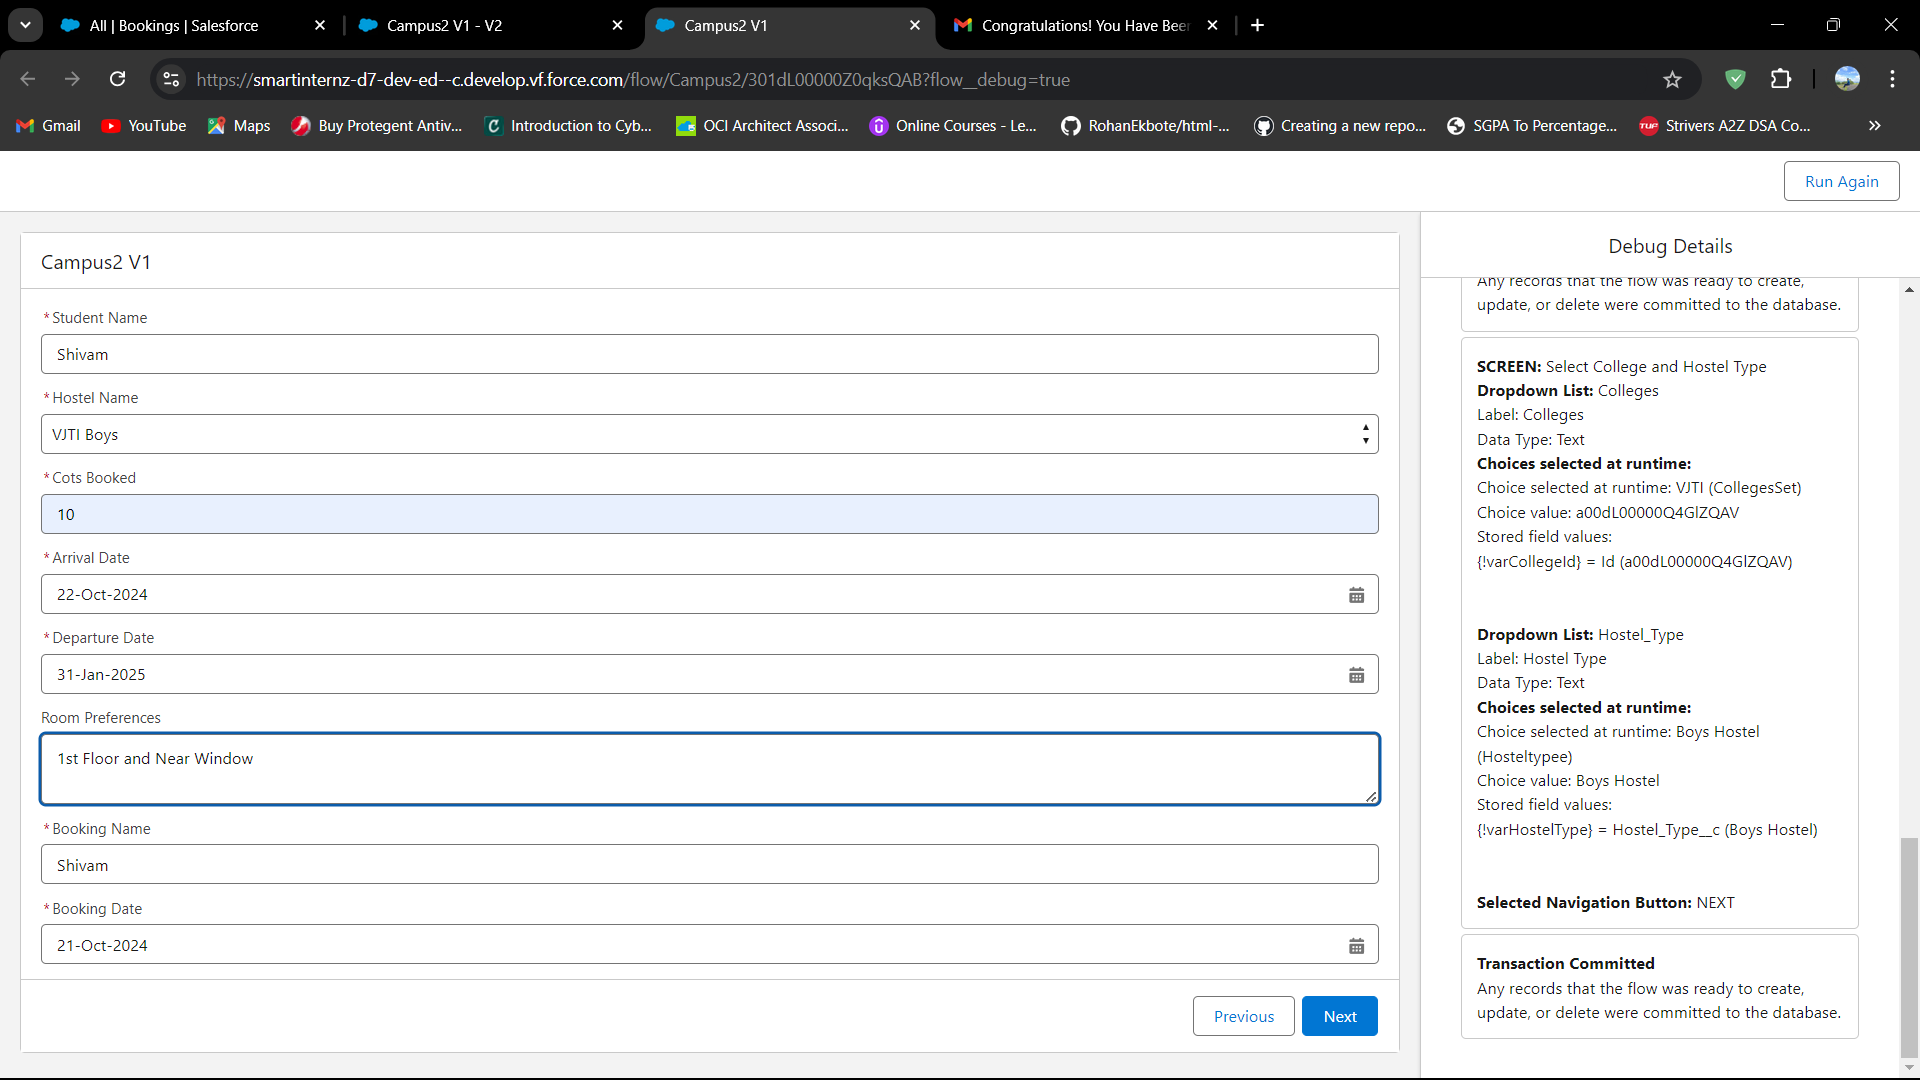 All | Bookings | Salesforce
Campus2 V1 - V2
Campus2 V1
Congratulations! You Have Beer
https://smartinternz-d7-dev-ed--c.develop.vf.force.com/flow/Campus2/301dL00000Z0qksQAB?flow__debug=true
Gmail
YouTube
Maps
Buy Protegent Antiv...
Introduction to Cyb...
OCI Architect Associ...
Online Courses - Le...
RohanEkbote/html-...
Creating a new repo...
SGPA To Percentage...
TUF
Strivers A2Z DSA Co...
»
Run Again
Campus2 V1
*Student Name
Shivam
*Hostel Name
VJTI Boys
*Cots Booked
10
*Arrival Date
22-Oct-2024
*Departure Date
31-Jan-2025
Room Preferences
1st Floor and Near Window
*Booking Name
Shivam
*Booking Date
21-Oct-2024
Previous
Next
Debug Details
Any records that the flow was ready to create,
update, or delete were committed to the database.
SCREEN: Select College and Hostel Type
Dropdown List: Colleges
Label: Colleges
Data Type: Text
Choices selected at runtime:
Choice selected at runtime: VJTI (CollegesSet)
Choice value: a00dL00000Q4GlZQAV
Stored field values:
{!varCollegeId} = Id (a00dL00000Q4GlZQAV)
Dropdown List: Hostel_Type
Label: Hostel Type
Data Type: Text
Choices selected at runtime:
Choice selected at runtime: Boys Hostel
(Hosteltypee)
Choice value: Boys Hostel
Stored field values:
{!varHostelType} = Hostel_Type__c (Boys Hostel)
Selected Navigation Button: NEXT
Transaction Committed
Any records that the flow was ready to create,
update, or delete were committed to the database.